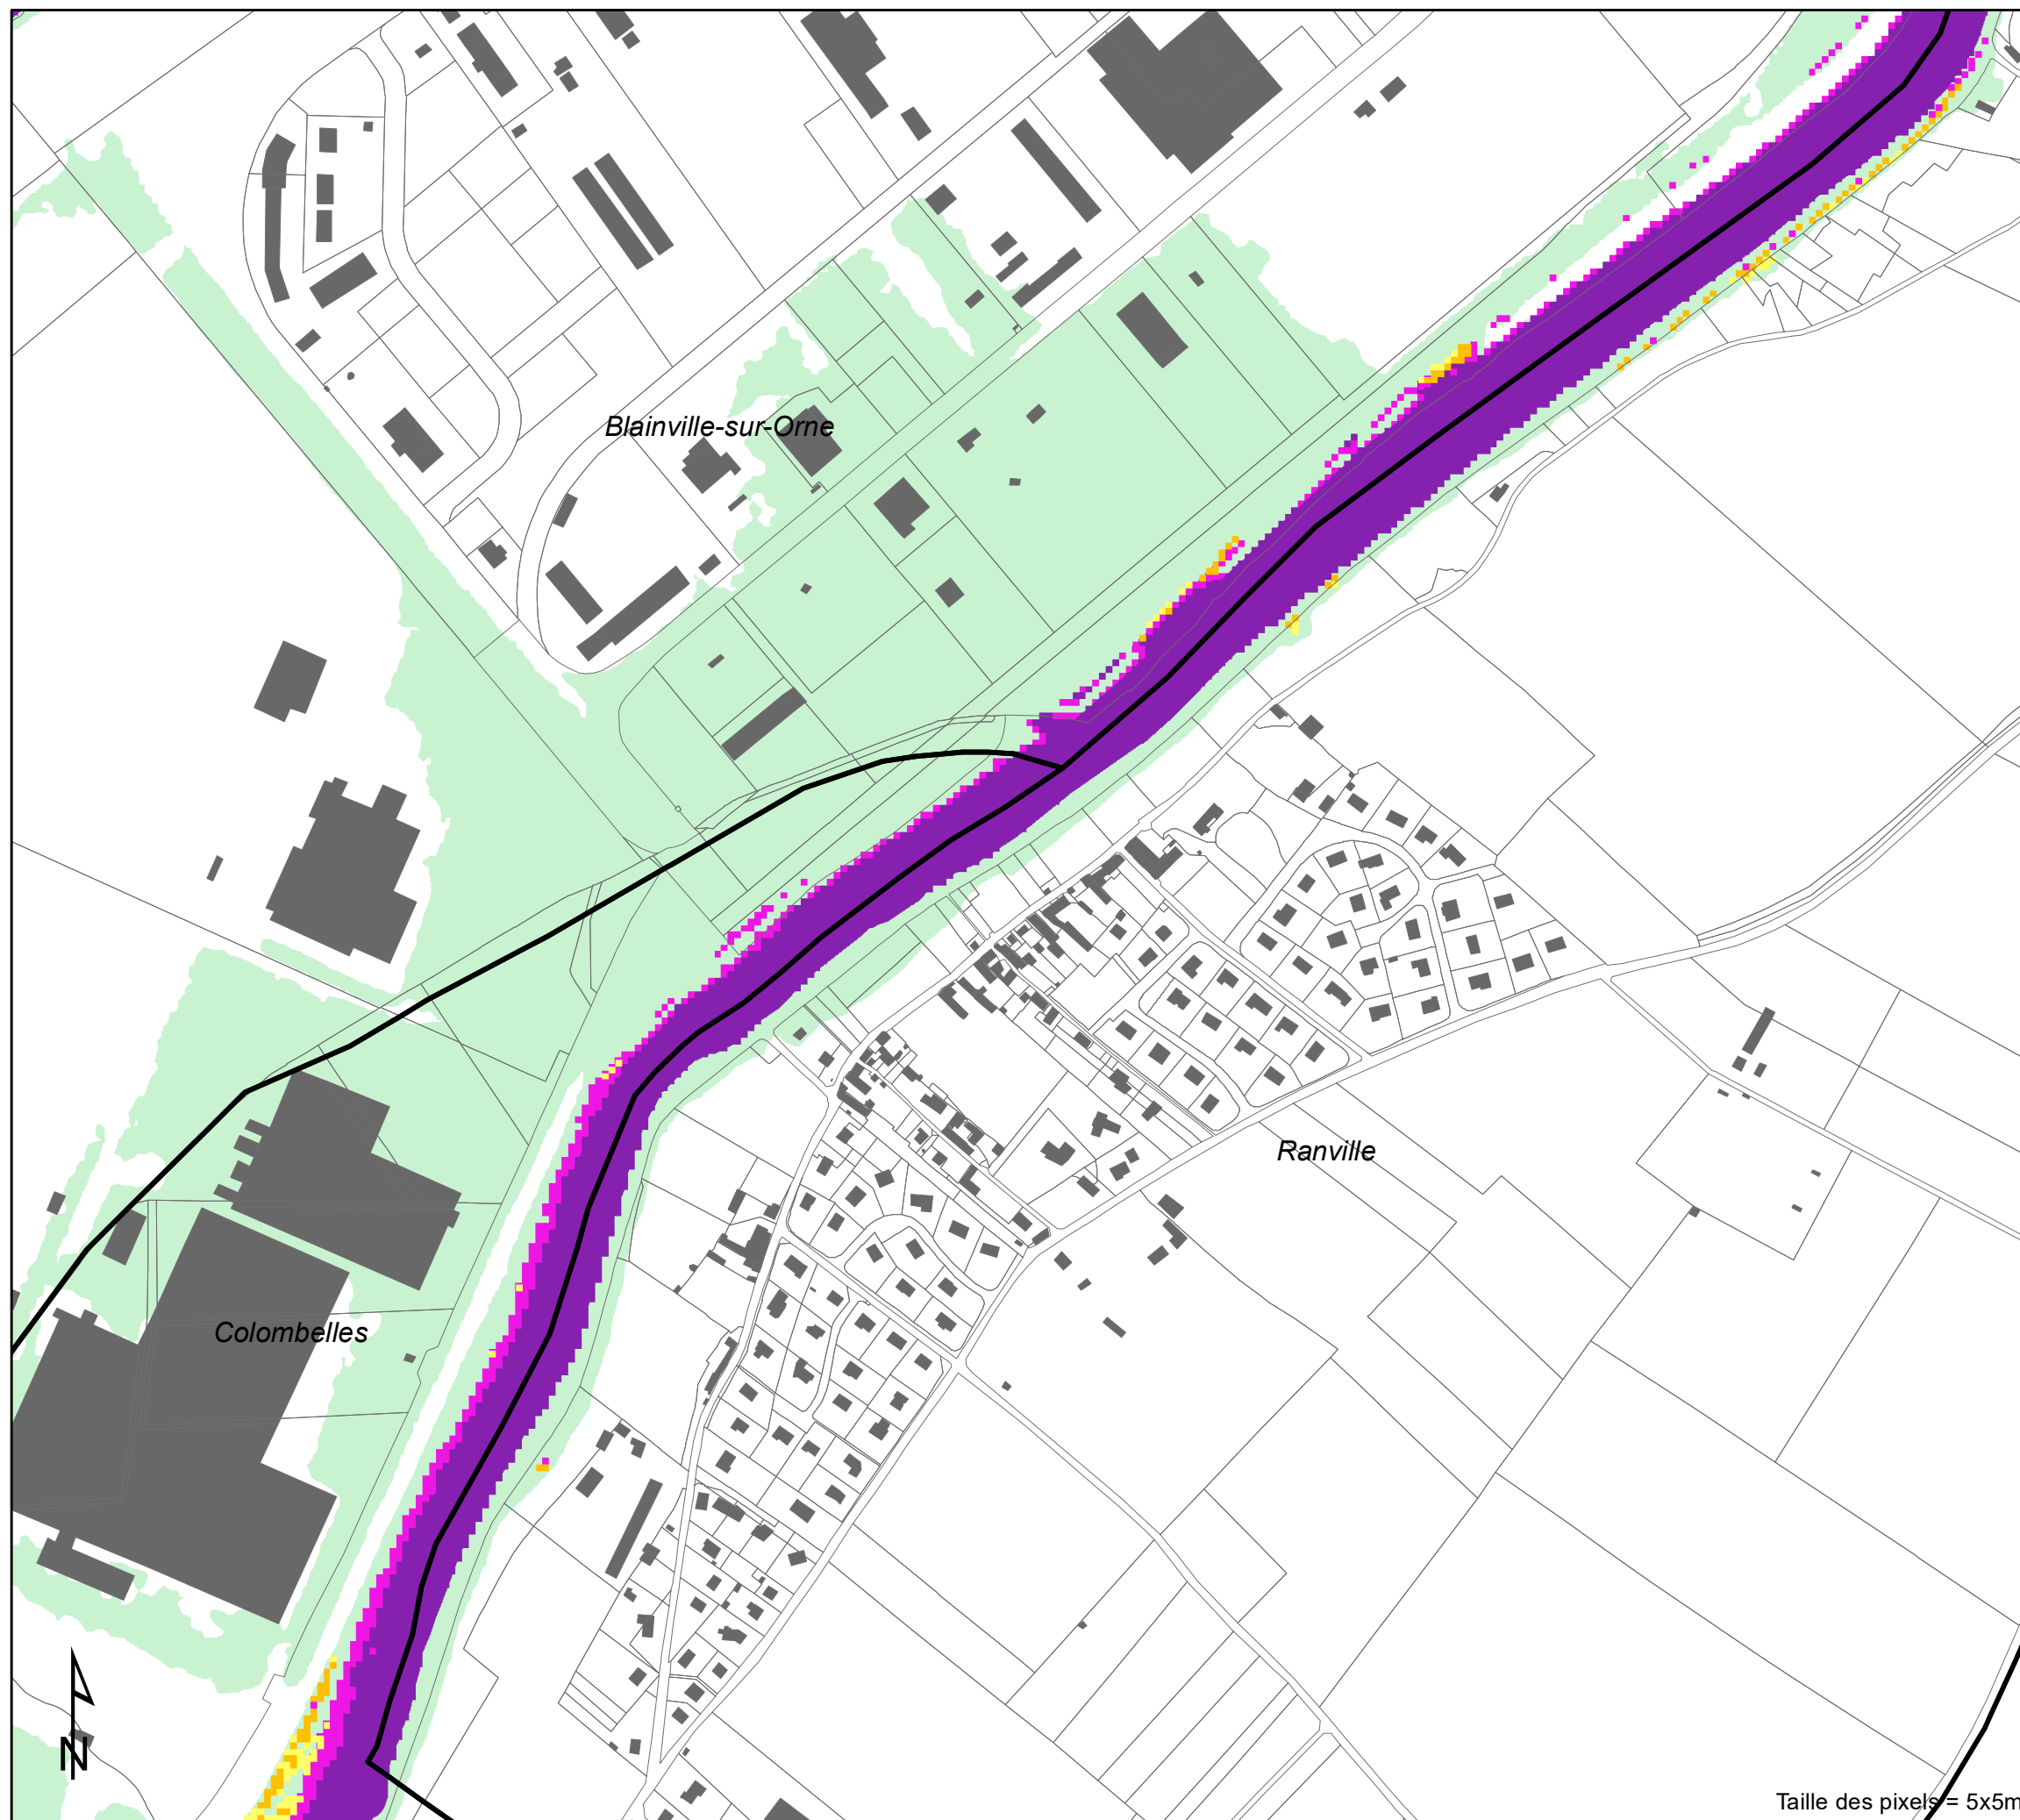 Blainville-sur-Orne
Ranville
Colombelles
N
Taille des pixels = 5x5m